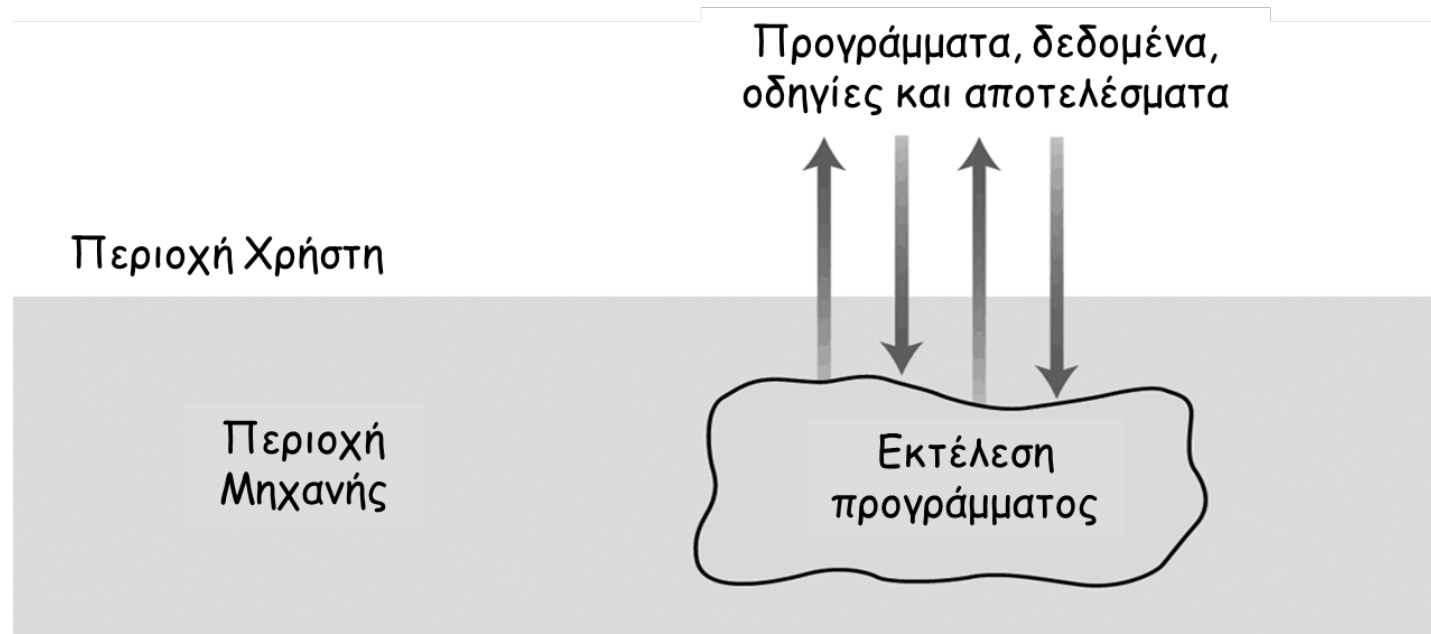 Προγράμματα, δεδομένα,
οδηγίες και αποτελέσματα
Περιοχή Χρήστη
Περιοχή
Μηχανής
Εκτέλεση
προγράμματος